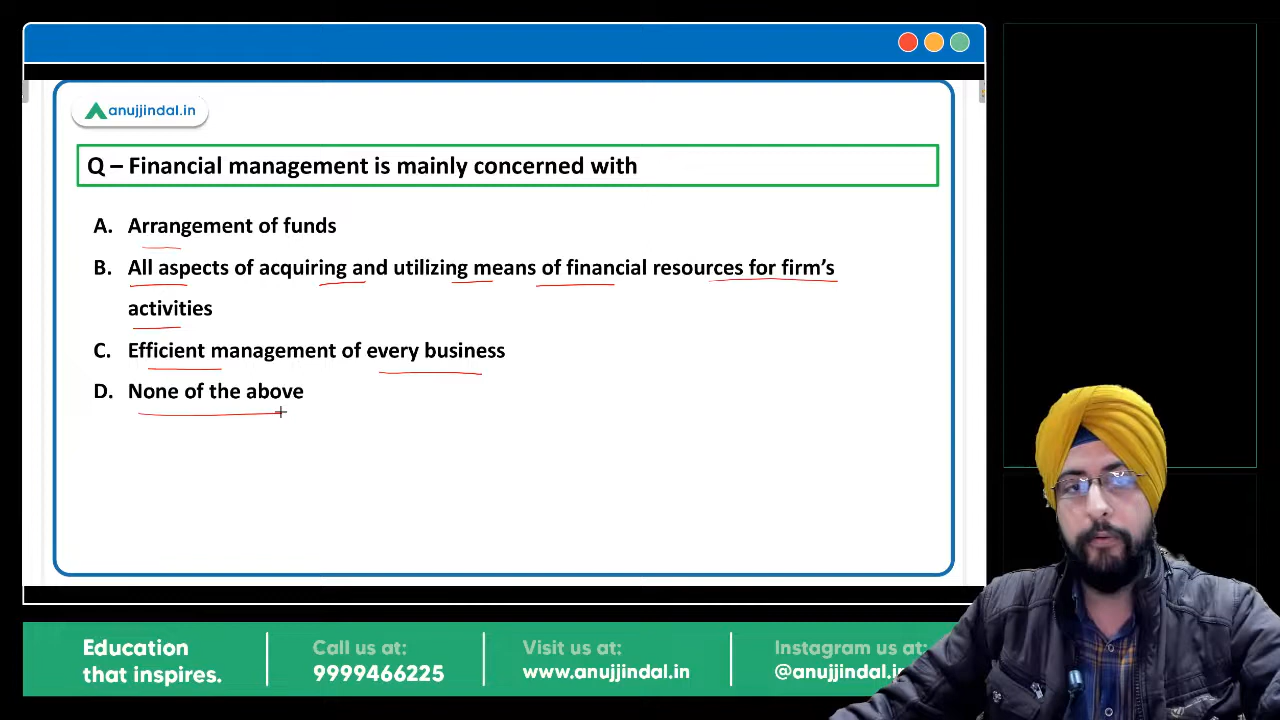 anujjindal.in
Q – Financial management is mainly concerned with
A. Arrangement of funds
B. All aspects of acquiring and utilizing means of financial resources for firm's
activities
C. Efficient management of every business
D. None of the above
Education
that inspires.
Call us at:
9999466225
Visit us at:
www.anujjindal.in
Instagram us at: